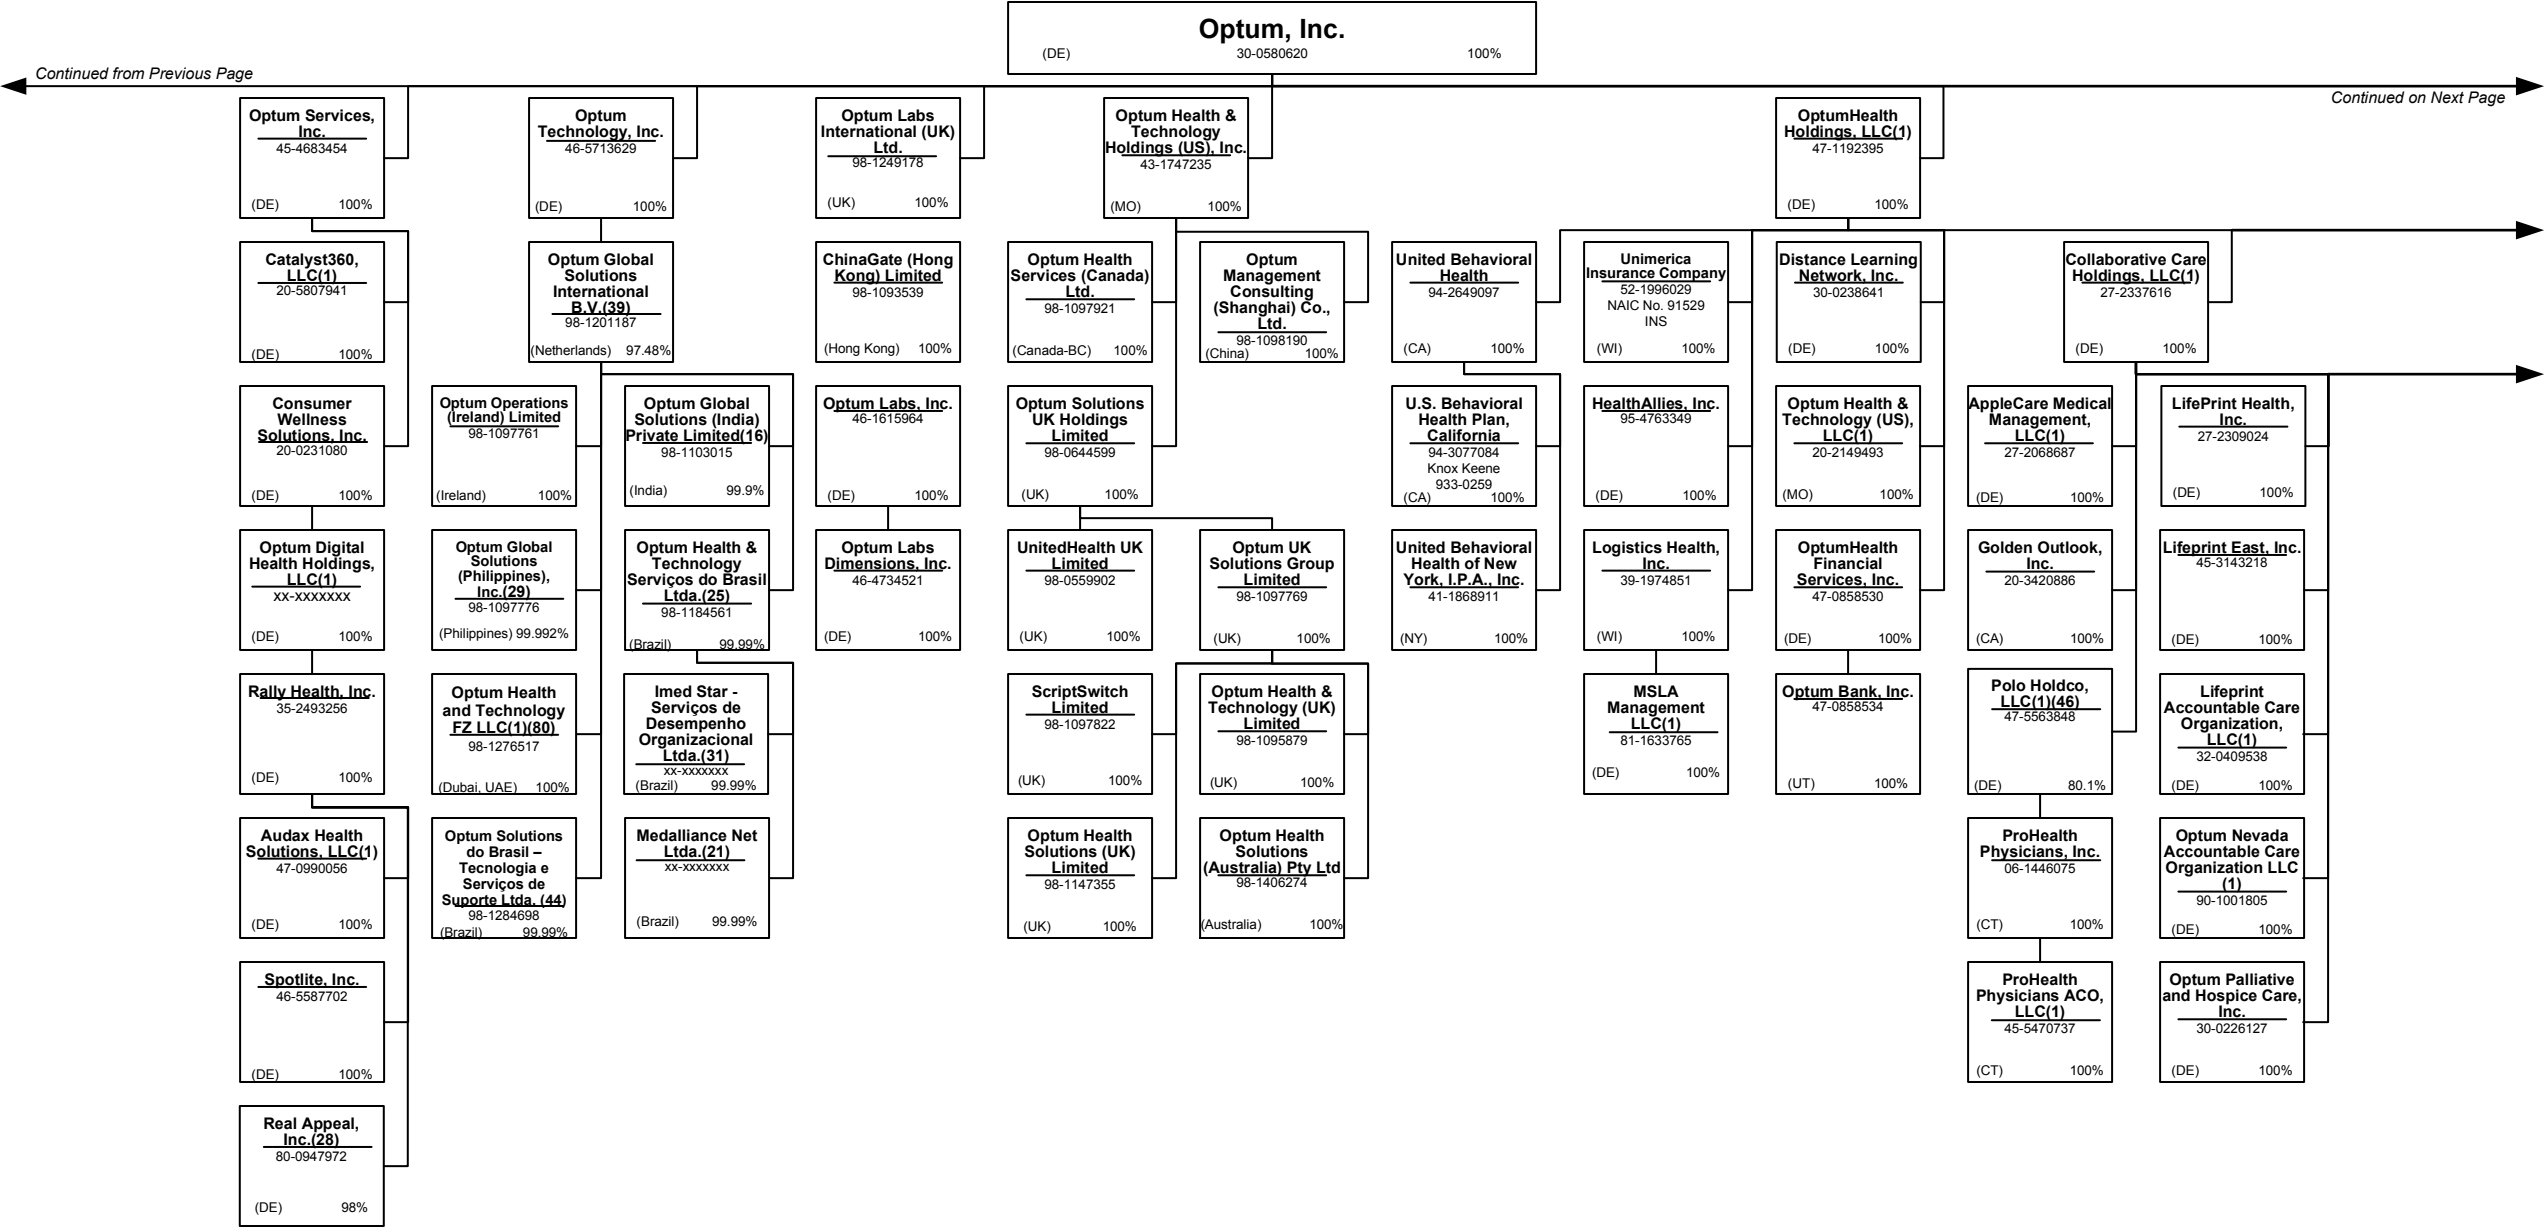 Optum, Inc.
(DE) 30-0580620 100%
Continued from Previous Page
Continued on Next Page
Optum Services,
Inc.
45-4683454
(DE) 100%
Optum
Technology, Inc.
46-5713629
(DE) 100%
Optum Labs
International (UK)
Ltd.
98-1249178
(UK) 100%
Optum Health &
Technology
Holdings (US), Inc.
43-1747235
(MO) 100%
OptumHealth
Holdings, LLC(1)
47-1192395
(DE) 100%
Catalyst360,
LLC(1)
20-5807941
(DE) 100%
Optum Global
Solutions
International
B.V.(39)
98-1201187
(Netherlands) 97.48%
ChinaGate (Hong
Kong) Limited
98-1093539
(Hong Kong) 100%
Optum Health
Services (Canada)
Ltd.
98-1097921
(Canada-BC) 100%
Optum
Management
Consulting
(Shanghai) Co.,
Ltd.
98-1098190
(China) 100%
United Behavioral
Health
94-2649097
(CA) 100%
Unimerica
Insurance Company
52-1996029
NAIC No. 91529
INS
(WI) 100%
Distance Learning
Network, Inc.
30-0238641
(DE) 100%
Collaborative Care
Holdings, LLC(1)
27-2337616
(DE) 100%
Consumer
Wellness
Solutions, Inc.
20-0231080
(DE) 100%
Optum Operations
(Ireland) Limited
98-1097761
(Ireland) 100%
Optum Global
Solutions (India)
Private Limited(16)
98-1103015
(India) 99.9%
Optum Labs, Inc.
46-1615964
(DE) 100%
Optum Solutions
UK Holdings
Limited
98-0644599
(UK) 100%
U.S. Behavioral
Health Plan,
California
94-3077084
Knox Keene
933-0259
(CA) 100%
HealthAllies, Inc.
95-4763349
(DE) 100%
Optum Health &
Technology (US),
LLC(1)
20-2149493
(MO) 100%
AppleCare Medical
Management,
LLC(1)
27-2068687
(DE) 100%
LifePrint Health,
Inc.
27-2309024
(DE) 100%
Optum Digital
Health Holdings,
LLC(1)
xx-xxxxxxx
(DE) 100%
Optum Global
Solutions
(Philippines),
Inc.(29)
98-1097776
(Philippines) 99.992%
Optum Health &
Technology
Serviços do Brasil
Ltda.(25)
98-1184561
(Brazil) 99.99%
Optum Labs
Dimensions, Inc.
46-4734521
(DE) 100%
UnitedHealth UK
Limited
98-0559902
(UK) 100%
Optum UK
Solutions Group
Limited
98-1097769
(UK) 100%
United Behavioral
Health of New
York, I.P.A., Inc.
41-1868911
(NY) 100%
Logistics Health,
Inc.
39-1974851
(WI) 100%
OptumHealth
Financial
Services, Inc.
47-0858530
(DE) 100%
Golden Outlook,
Inc.
20-3420886
(CA) 100%
Lifeprint East, Inc.
45-3143218
(DE) 100%
Rally Health, Inc.
35-2493256
(DE) 100%
Optum Health
and Technology
FZ LLC(1)(80)
98-1276517
(Dubai, UAE) 100%
Imed Star -
Serviços de
Desempenho
Organizacional
Ltda.(31)
xx-xxxxxxx
(Brazil) 99.99%
ScriptSwitch
Limited
98-1097822
(UK) 100%
Optum Health &
Technology (UK)
Limited
98-1095879
(UK) 100%
MSLA
Management
LLC(1)
81-1633765
(DE) 100%
Optum Bank, Inc.
47-0858534
(UT) 100%
Polo Holdco,
LLC(1)(46)
47-5563848
(DE) 80.1%
Lifeprint
Accountable Care
Organization,
LLC(1)
32-0409538
(DE) 100%
Audax Health
Solutions, LLC(1)
47-0990056
(DE) 100%
Optum Solutions
do Brasil –
Tecnologia e
Serviços de
Suporte Ltda. (44)
98-1284698
(Brazil) 99.99%
Medalliance Net
Ltda.(21)
xx-xxxxxxx
(Brazil) 99.99%
Optum Health
Solutions (UK)
Limited
98-1147355
(UK) 100%
Optum Health
Solutions
(Australia) Pty Ltd
98-1406274
(Australia) 100%
ProHealth
Physicians, Inc.
06-1446075
(CT) 100%
Optum Nevada
Accountable Care
Organization LLC
(1)
90-1001805
(DE) 100%
Spotlite, Inc.
46-5587702
(DE) 100%
ProHealth
Physicians ACO,
LLC(1)
45-5470737
(CT) 100%
Optum Palliative
and Hospice Care,
Inc.
30-0226127
(DE) 100%
Real Appeal,
Inc.(28)
80-0947972
(DE) 98%